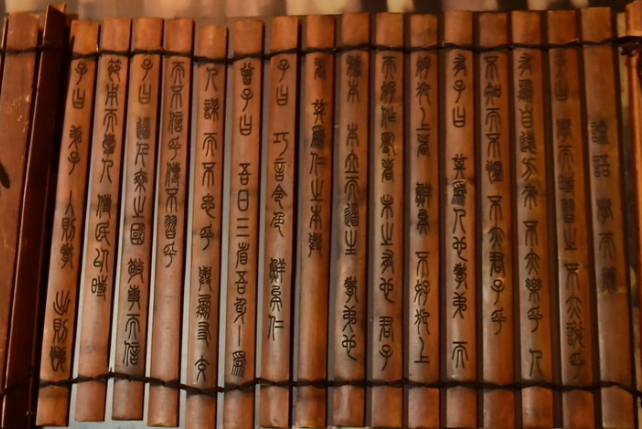 論語 學而篇
子曰 學而時習之 不亦說乎
有朋自遠方來 不亦樂乎 人
不知而不慍 不亦君子乎
有子曰 其爲人也孝弟 而
好犯上者 鮮矣 不好犯上
而好作亂者 未之有也 君子
務本 本立而道生 孝弟也
者 其爲仁之本與
子曰 巧言令色 鮮矣仁
曾子曰 吾日三省吾身 爲
人謀 而不忠乎 與朋友交
而不信乎 傳不習乎
子曰 道千乘之國 敬事而信
節用而愛人 使民以時
子曰 弟子 入則孝 出則悌